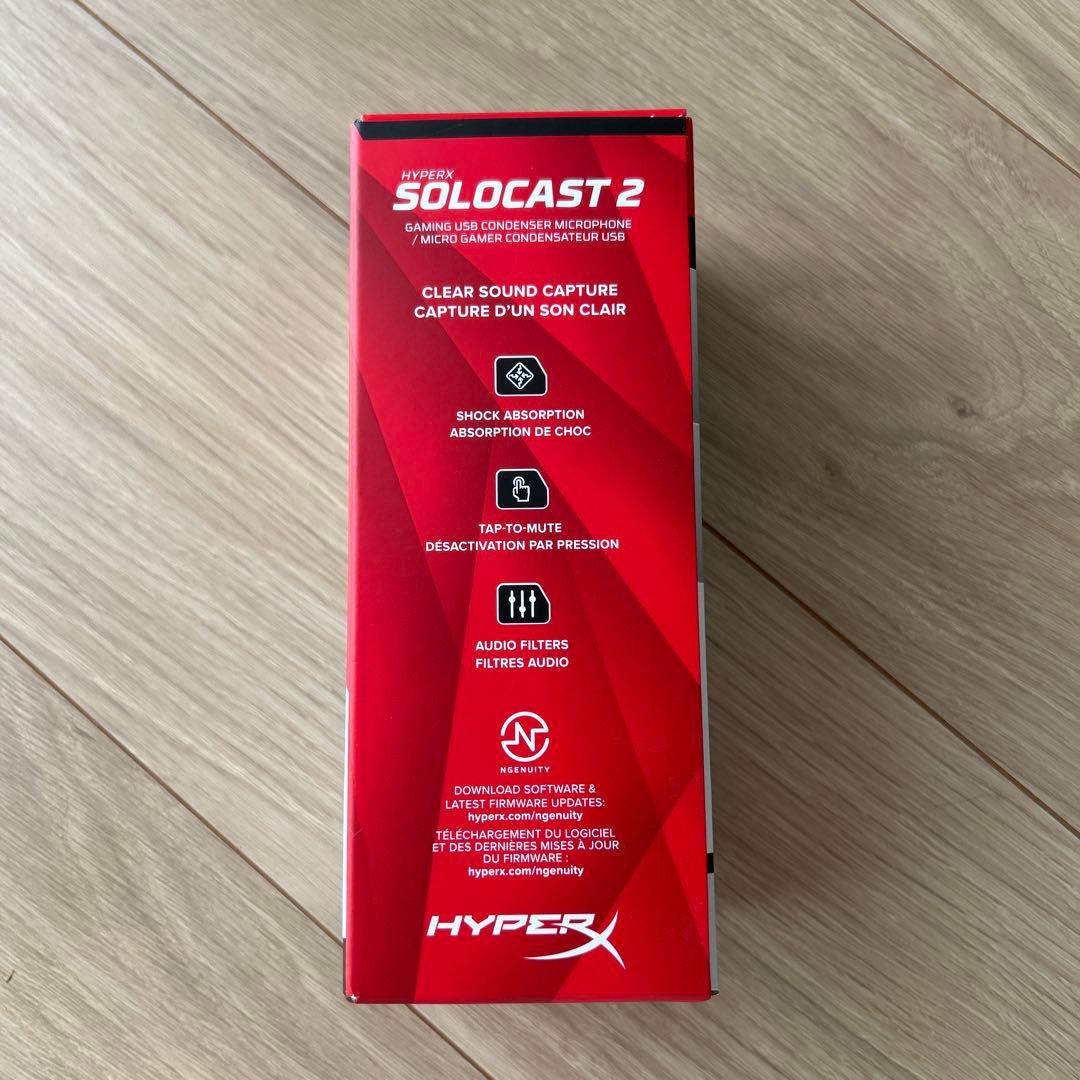 HYPERX
SOLOCAST 2
GAMING USB CONDENSER MICROPHONE
/ MICRO GAMER CONDENSATEUR USB
CLEAR SOUND CAPTURE
CAPTURE D'UN SON CLAIR
SHOCK ABSORPTION
ABSORPTION DE CHOC
TAP-TO-MUTE
DÉSACTIVATION PAR PRESSION
AUDIO FILTERS
FILTRES AUDIO
NGENUITY
DOWNLOAD SOFTWARE &
LATEST FIRMWARE UPDATES:
hyperx.com/ngenuity
TÉLÉCHARGEMENT DU LOGICIEL
ET DES DERNIÈRES MISES À JOUR
DU FIRMWARE :
hyperx.com/ngenuity
HYPERX